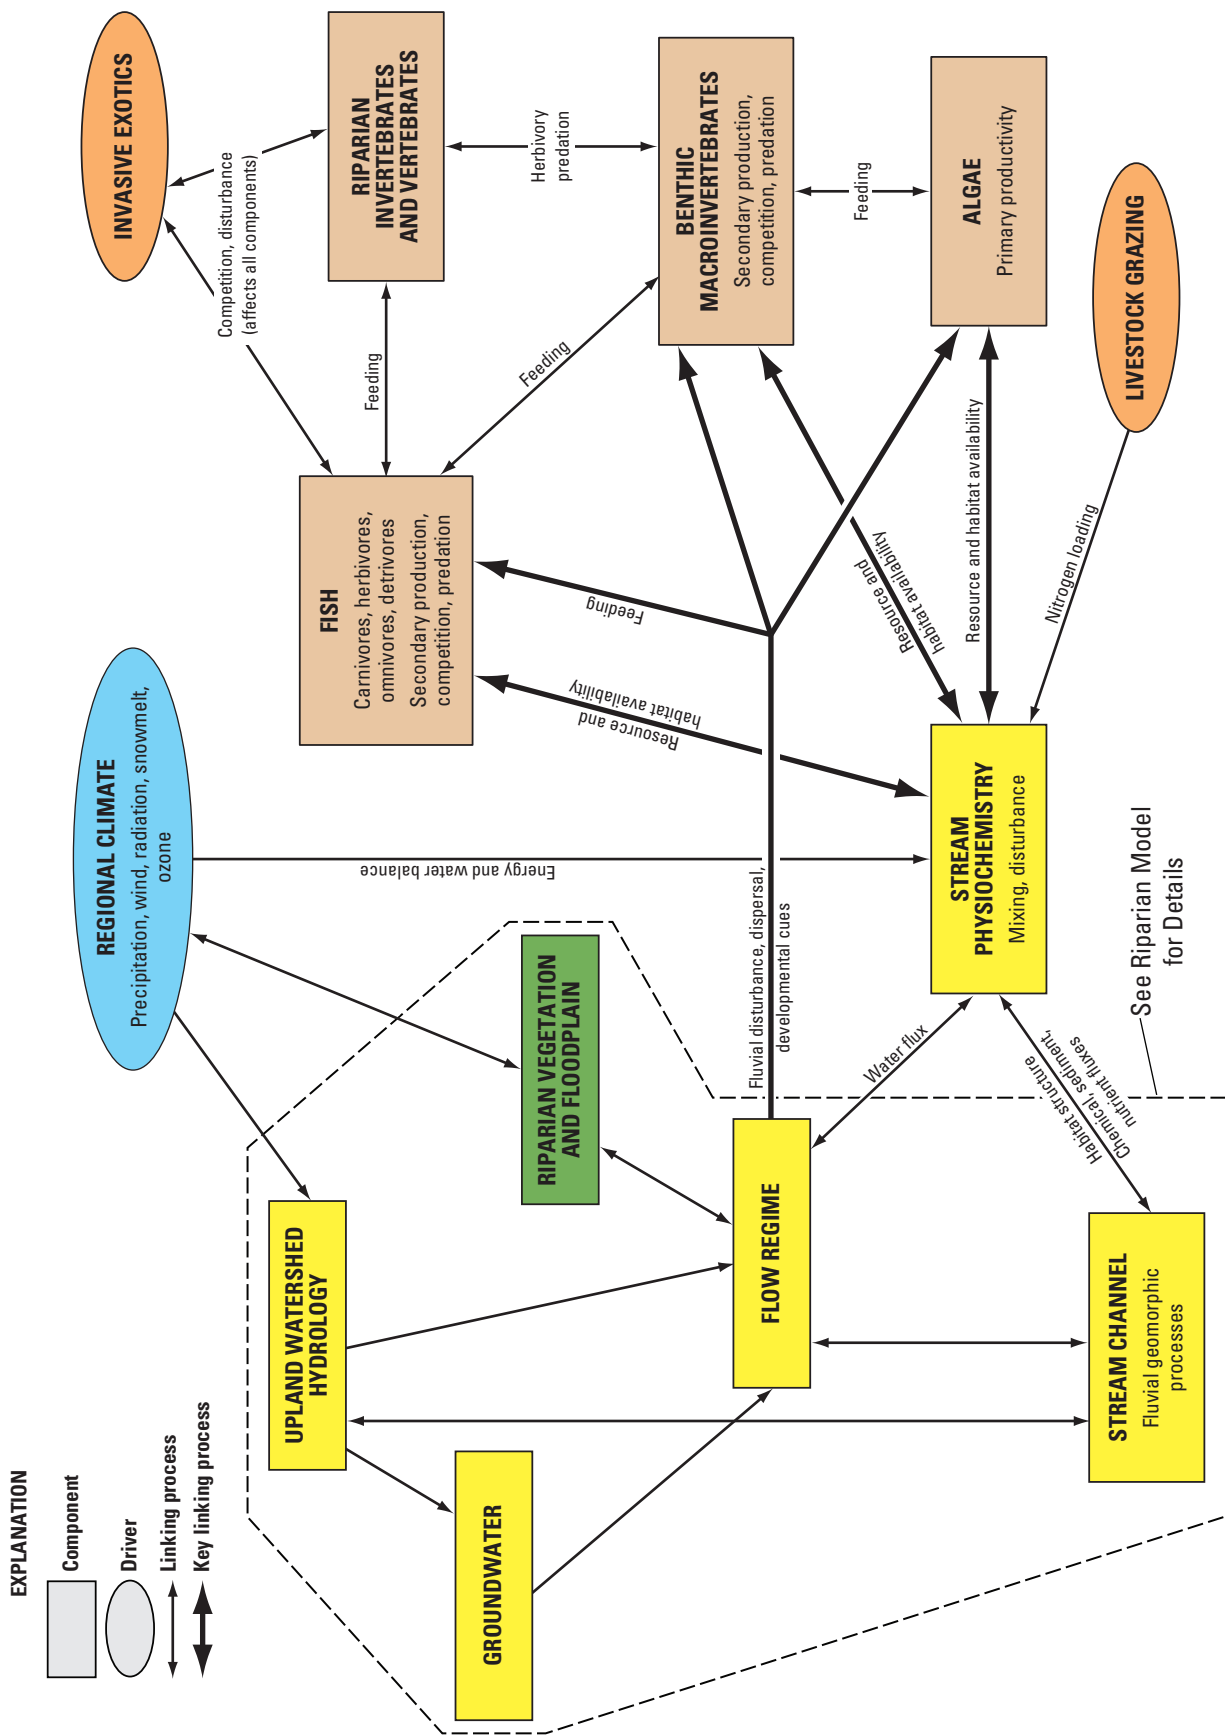 EXPLANATION
Component
Driver
Linking process
Key linking process
REGIONAL CLIMATE
Precipitation, wind, radiation, snowmelt,
ozone
INVASIVE EXOTICS
Competition, disturbance
(affects all components)
UPLAND WATERSHED
HYDROLOGY
FISH
Carnivores, herbivores,
omnivores, detrivores
Secondary production,
competition, predation
Feeding
RIPARIAN
INVERTEBRATES
AND VERTEBRATES
GROUNDWATER
RIPARIAN VEGETATION
AND FLOODPLAIN
Energy and water balance
Feeding
Feeding
Herbivory
predation
Resource and
habitat availability
FLOW REGIME
Fluvial disturbance, dispersal,
developmental cues
BENTHIC
MACROINVERTEBRATES
Secondary production,
competition, predation
Water flux
Resource and
habitat availability
Feeding
STREAM
PHYSIOCHEMISTRY
Mixing, disturbance
Resource and habitat availability
ALGAE
Primary productivity
Habitat structure
Chemical, sediment,
nutrient fluxes
Nitrogen loading
LIVESTOCK GRAZING
STREAM CHANNEL
Fluvial geomorphic
processes
See Riparian Model
for Details